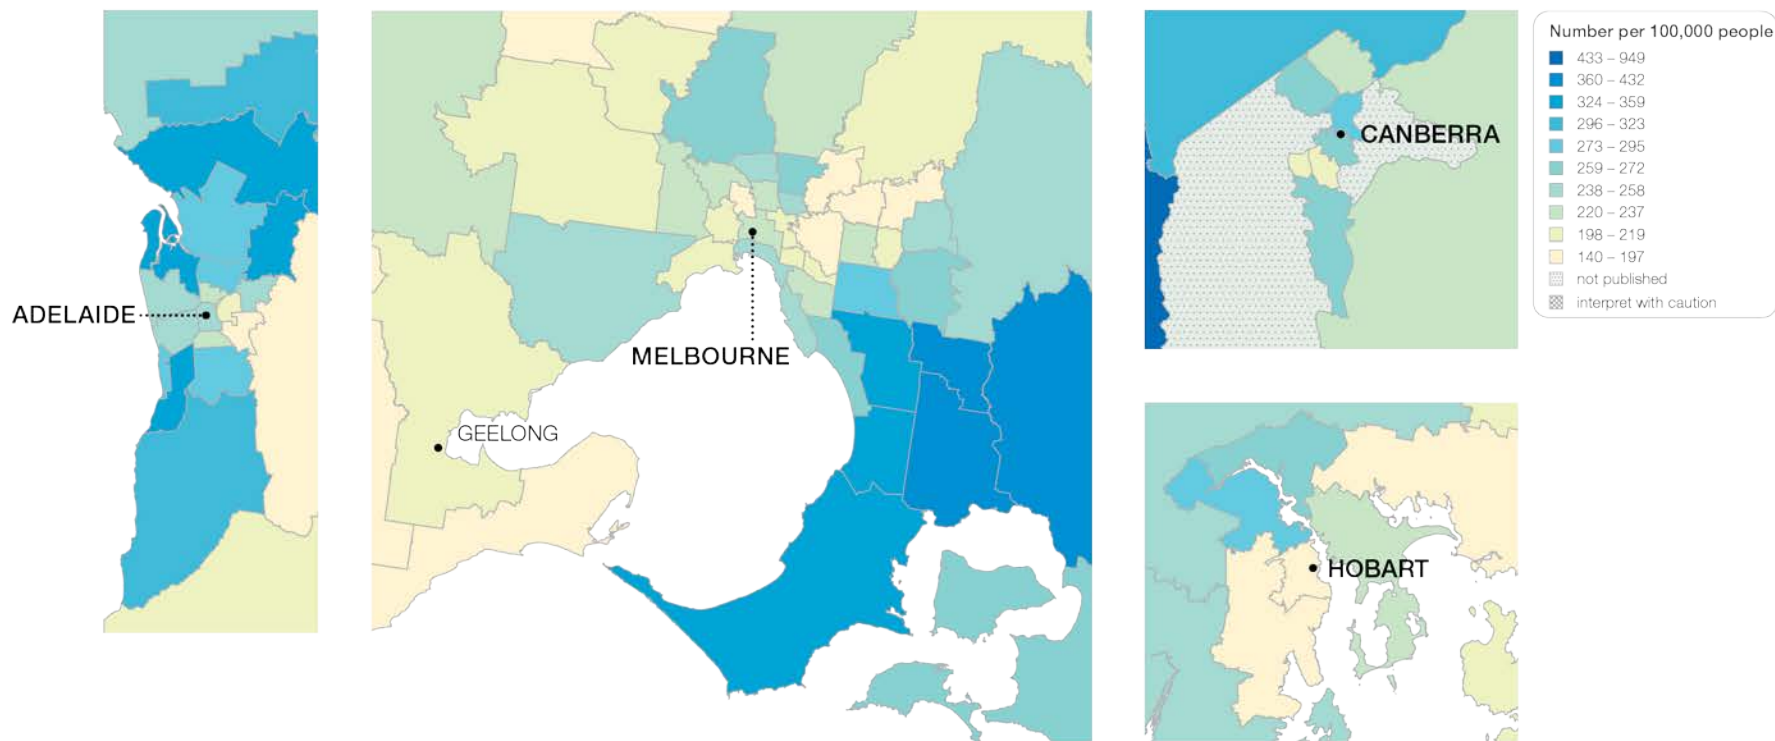 ADELAIDE
MELBOURNE
GEELONG
CANBERRA
HOBART
Number per 100,000 people
433 – 949
360 – 432
324 – 359
296 – 323
273 – 295
259 – 272
238 – 258
220 – 237
198 – 219
140 – 197
not published
interpret with caution